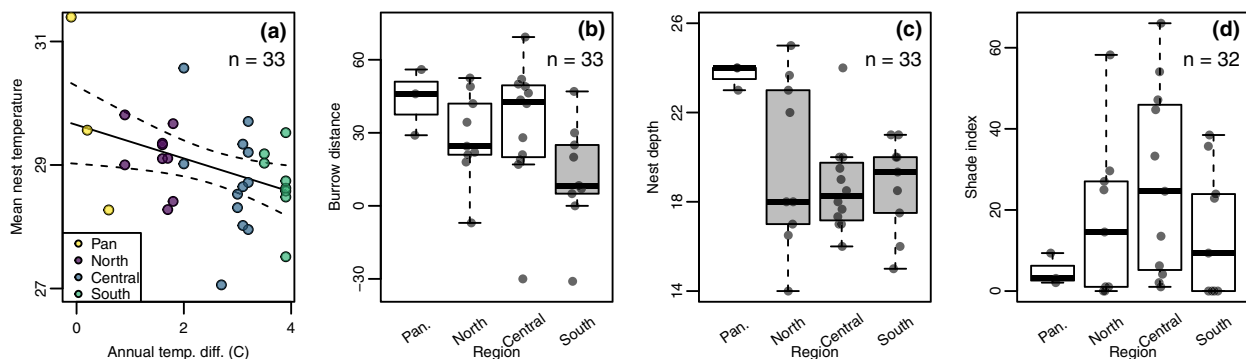 (a)
n = 33
31
29
27
Mean nest temperature
Pan
North
Central
South
0
2
4
Annual temp. diff. (C)
(b)
n = 33
60
30
0
−30
Burrow distance
Pan.
North
Central
South
Region
(c)
n = 33
26
22
18
14
Nest depth
Pan.
North
Central
South
Region
(d)
n = 32
60
40
20
0
Shade index
Pan.
North
Central
South
Region